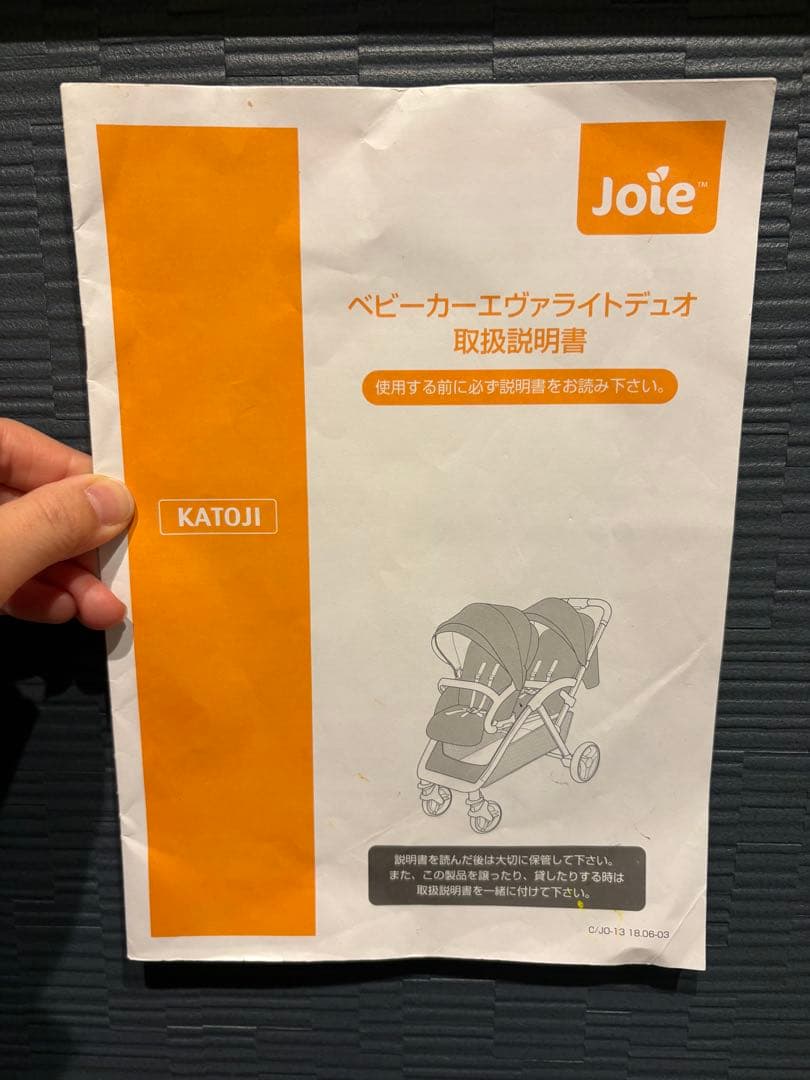 Joie™
ベビーカーエヴァライトデュオ
取扱説明書
使用する前に必ず説明書をお読み下さい。
KATOJI
説明書を読んだ後は大切に保管して下さい。
また、この製品を譲ったり、貸したりする時は
取扱説明書を一緒に付けて下さい。
C/JO-13 18.06-03